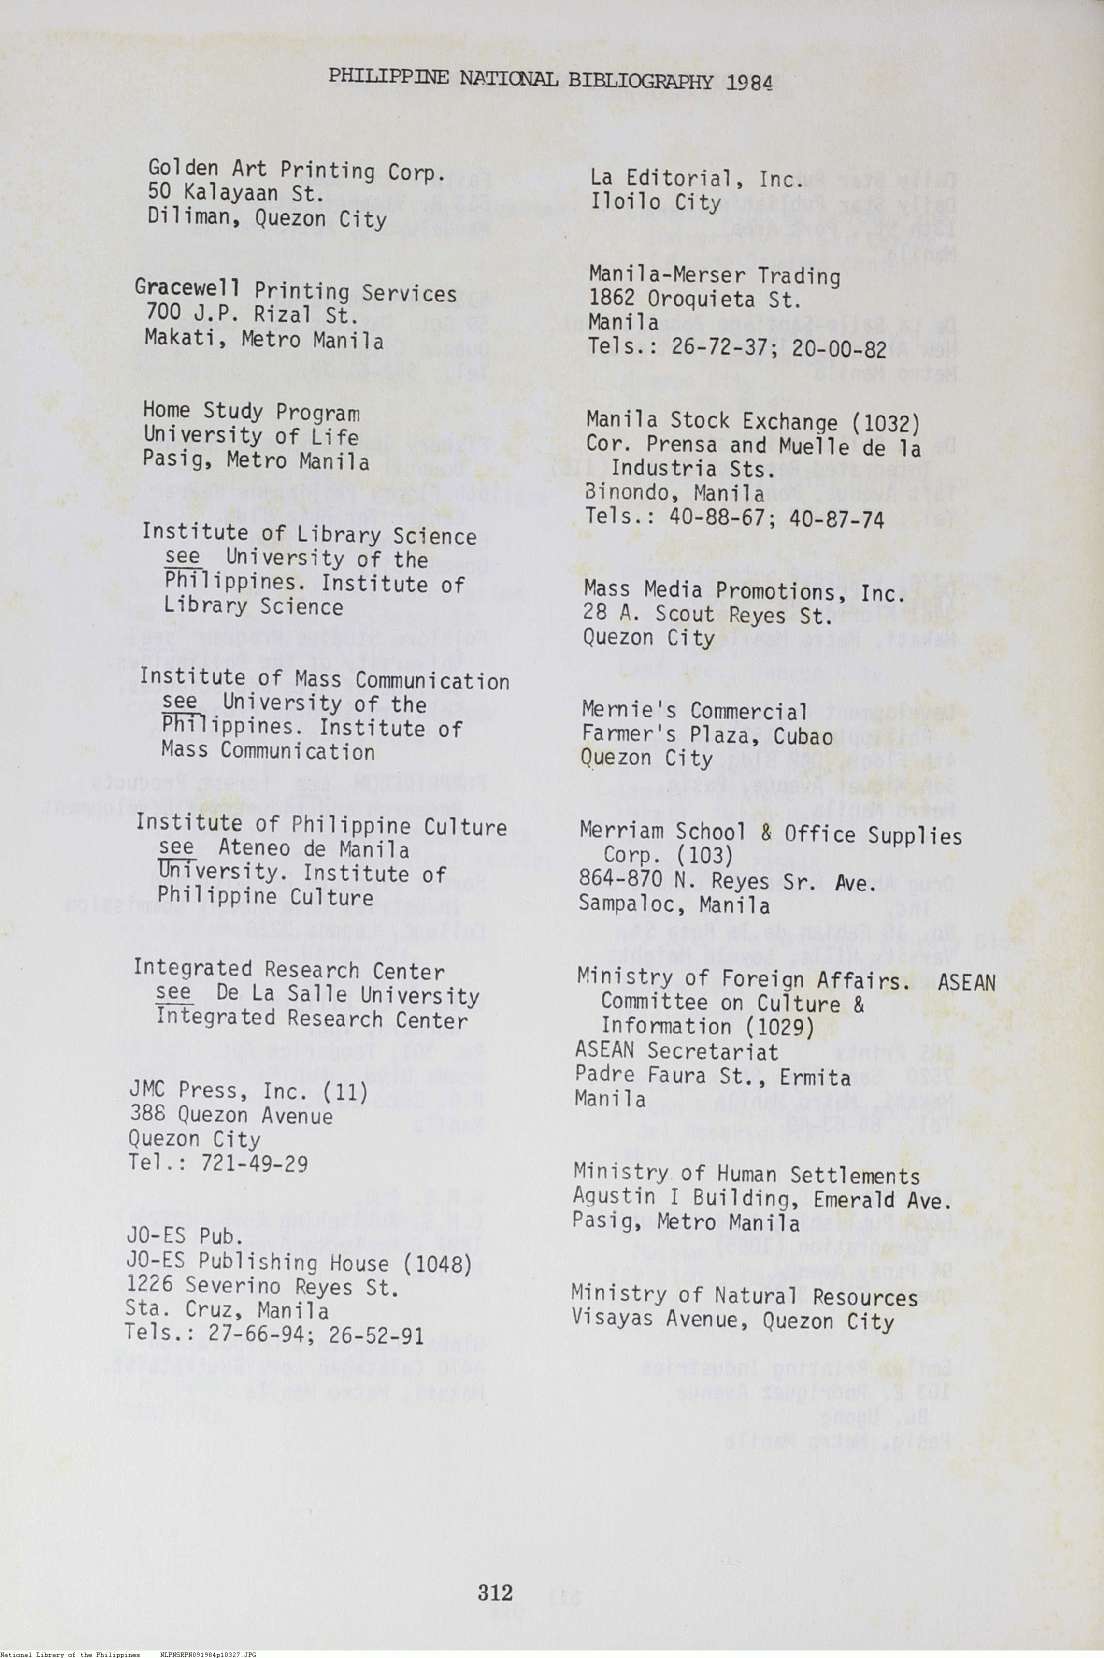 PHILIPPINE NATIONAL BIBLIOGRAPHY 1984
Golden Art Printing Corp.
50 Kalayaan St.
Diliman, Quezon City
Gracewell Printing Services
700 J.P. Rizal St.
Makati, Metro Manila
Home Study Program
University of Life
Pasig, Metro Manila
Institute of Library Science
see University of the
Philippines. Institute of
Library Science
Institute of Mass Communication
see University of the
Philippines. Institute of
Mass Communication
Institute of Philippine Culture
see Ateneo de Manila
University. Institute of
Philippine Culture
Integrated Research Center
see De La Salle University
Integrated Research Center
JMC Press, Inc. (11)
388 Quezon Avenue
Quezon City
Tel.: 721-49-29
JO-ES Pub.
JO-ES Publishing House (1048)
1226 Severino Reyes St.
Sta. Cruz, Manila
Tels.: 27-66-94; 26-52-91
La Editorial, Inc.
Iloilo City
Manila-Merser Trading
1862 Oroquieta St.
Manila
Tels.: 26-72-37; 20-00-82
Manila Stock Exchange (1032)
Cor. Prensa and Muelle de la
Industria Sts.
Binondo, Manila
Tels.: 40-88-67; 40-87-74
Mass Media Promotions, Inc.
28 A. Scout Reyes St.
Quezon City
Mernie's Commercial
Farmer's Plaza, Cubao
Quezon City
Merriam School & Office Supplies
Corp. (103)
864-870 N. Reyes Sr. Ave.
Sampaloc, Manila
Ministry of Foreign Affairs. ASEAN
Committee on Culture &
Information (1029)
ASEAN Secretariat
Padre Faura St., Ermita
Manila
Ministry of Human Settlements
Agustin I Building, Emerald Ave.
Pasig, Metro Manila
Ministry of Natural Resources
Visayas Avenue, Quezon City
312
National Library of the Philippines NLPNSRPN091984p10327.JPG